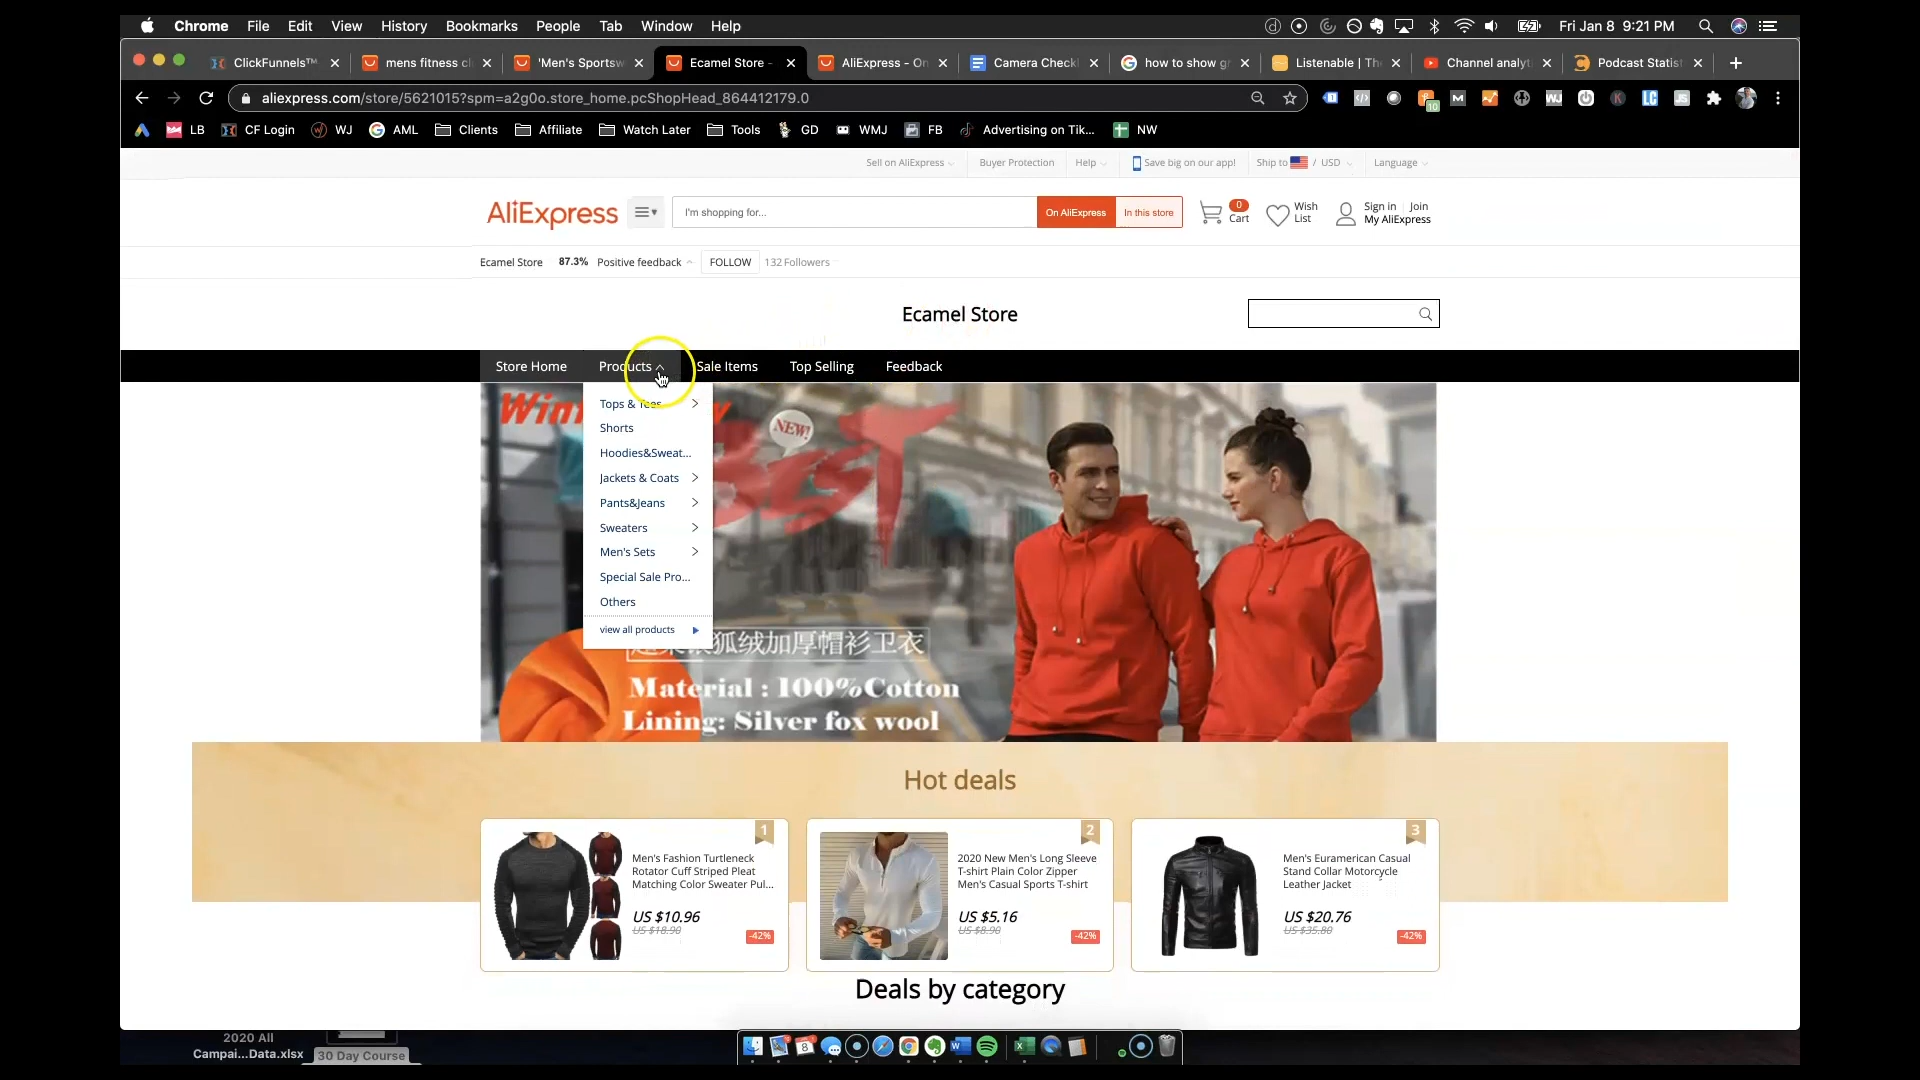 Chrome File Edit View History Bookmarks People Tab Window Help
Fri Jan 8 9:21 PM
ClickFunnels™
mens fitness cl
'Men's Sportsw
Ecamel Store -
AliExpress - On
Camera Check
how to show gr
Listenable | The
Channel analyt
Podcast Statist
aliexpress.com/store/5621015?spm=a2g0o.store_home.pcShopHead_864412179.0
10
LB
CF Login
WJ
AML
Clients
Affiliate
Watch Later
Tools
GD
WMJ
FB
Advertising on Tik...
NW
Sell on AliExpress
Buyer Protection
Help
Save big on our app!
Ship to / USD
Language
AliExpress
I'm shopping for...
On AliExpress
In this store
0
Cart
Wish
List
Sign in | Join
My AliExpress
Ecamel Store
87.3% Positive feedback
FOLLOW
132 Followers
Ecamel Store
Store Home
Products
Sale Items
Top Selling
Feedback
Tops & Tees
Shorts
Hoodies&Sweat...
Jackets & Coats
Pants&Jeans
Sweaters
Men's Sets
Special Sale Pro...
Others
view all products
NEW!
狐绒加厚帽衫卫衣
Material : 100%Cotton
Lining: Silver fox wool
Hot deals
1
Men's Fashion Turtleneck
Rotator Cuff Striped Pleat
Matching Color Sweater Pul...
US $10.96
US $18.90
-42%
2
2020 New Men's Long Sleeve
T-shirt Plain Color Zipper
Men's Casual Sports T-shirt
US $5.16
US $8.90
-42%
3
Men's Euramerican Casual
Stand Collar Motorcycle
Leather Jacket
US $20.76
US $35.80
-42%
Deals by category
2020 All
Campai...Data.xlsx
30 Day Course